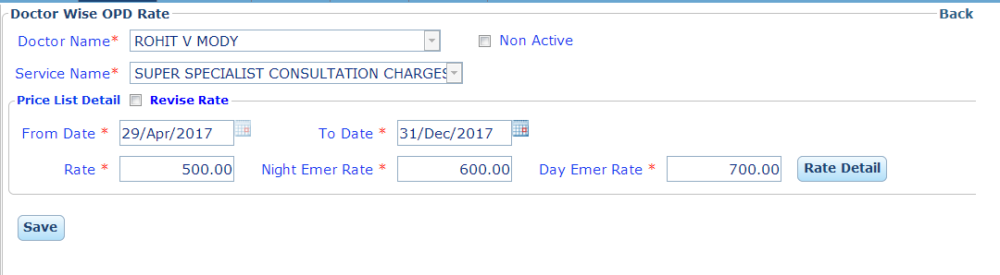 Doctor Wise OPD Rate Back
Doctor Name* ROHIT V MODY Non Active
Service Name* SUPER SPECIALIST CONSULTATION CHARGES
Price List Detail Revise Rate
From Date * 29/Apr/2017 To Date * 31/Dec/2017
Rate * 500.00 Night Emer Rate * 600.00 Day Emer Rate * 700.00 Rate Detail
Save